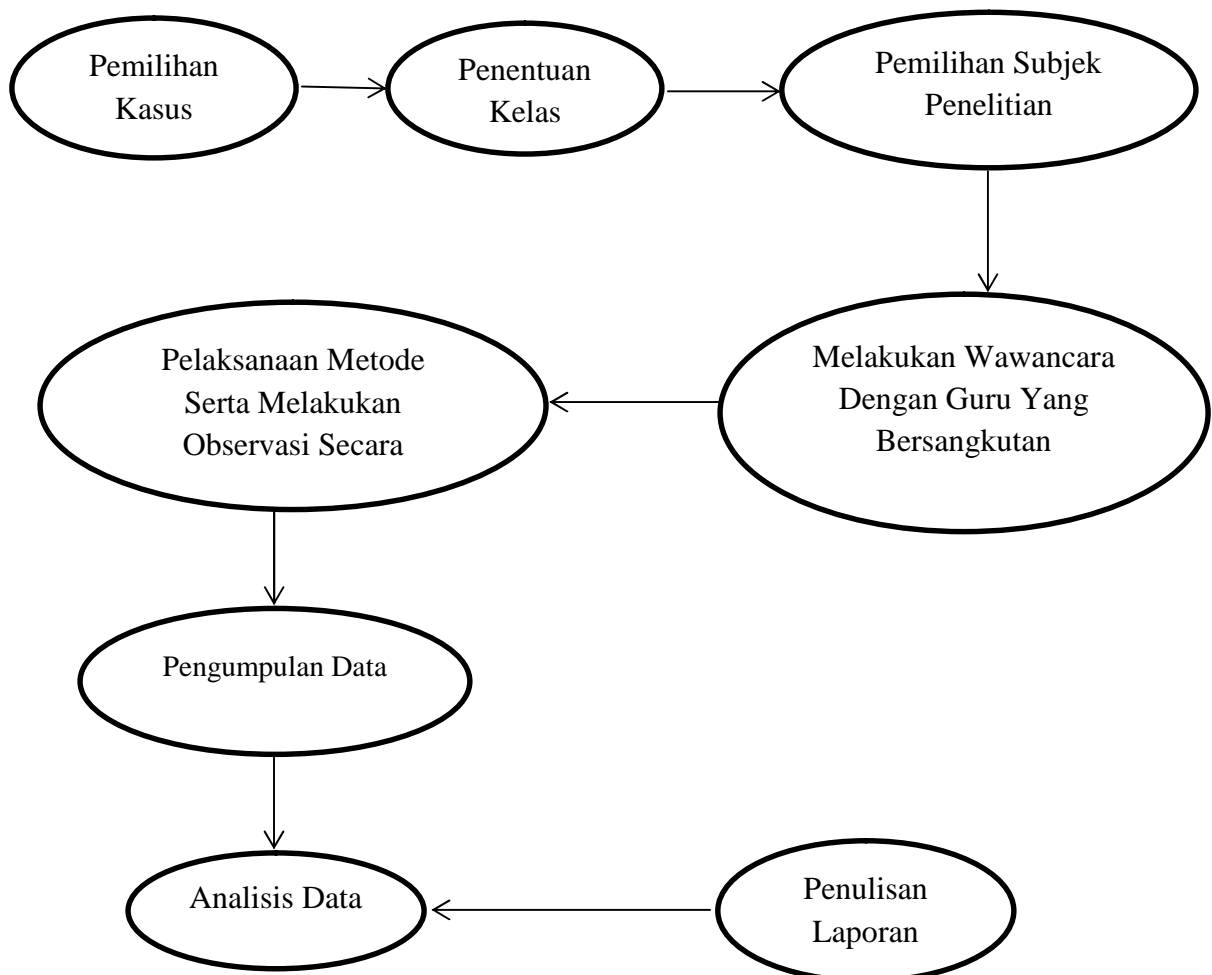 Pemilihan
Kasus
Penentuan
Kelas
Pemilihan Subjek
Penelitian
Melakukan Wawancara
Dengan Guru Yang
Bersangkutan
Pelaksanaan Metode
Serta Melakukan
Observasi Secara
Pengumpulan Data
Analisis Data
Penulisan
Laporan